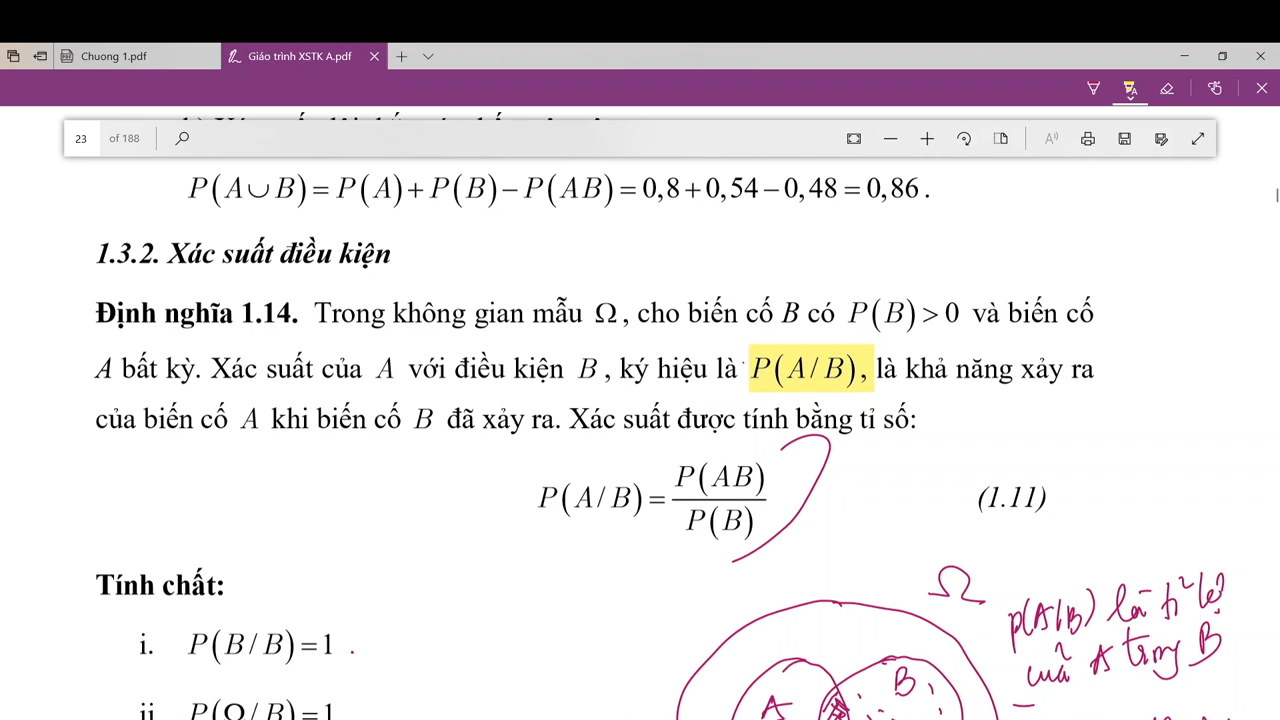 Chuong 1.pdf
Giáo trình XSTK A.pdf
23 of 188
P(A∪B) = P(A) + P(B) − P(AB) = 0,8 + 0,54 − 0,48 = 0,86.
1.3.2. Xác suất điều kiện
Định nghĩa 1.14. Trong không gian mẫu Ω, cho biến cố B có P(B) > 0 và biến cố
A bất kỳ. Xác suất của A với điều kiện B, ký hiệu là P(A/B), là khả năng xảy ra
của biến cố A khi biến cố B đã xảy ra. Xác suất được tính bằng tỉ số:
P(A/B) = P(AB) / P(B) (1.11)
Tính chất:
Ω
p(A/B) là tỉ lệ
của A trong B
i. P(B/B) = 1
A B
ii P(Ω/B) = 1